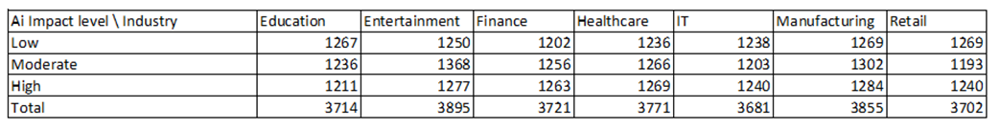 Ai Impact level \ Industry Education Entertainment Finance Healthcare IT Manufacturing Retail
Low 1267 1250 1202 1236 1238 1269 1269
Moderate 1236 1368 1256 1266 1203 1302 1193
High 1211 1277 1263 1269 1240 1284 1240
Total 3714 3895 3721 3771 3681 3855 3702